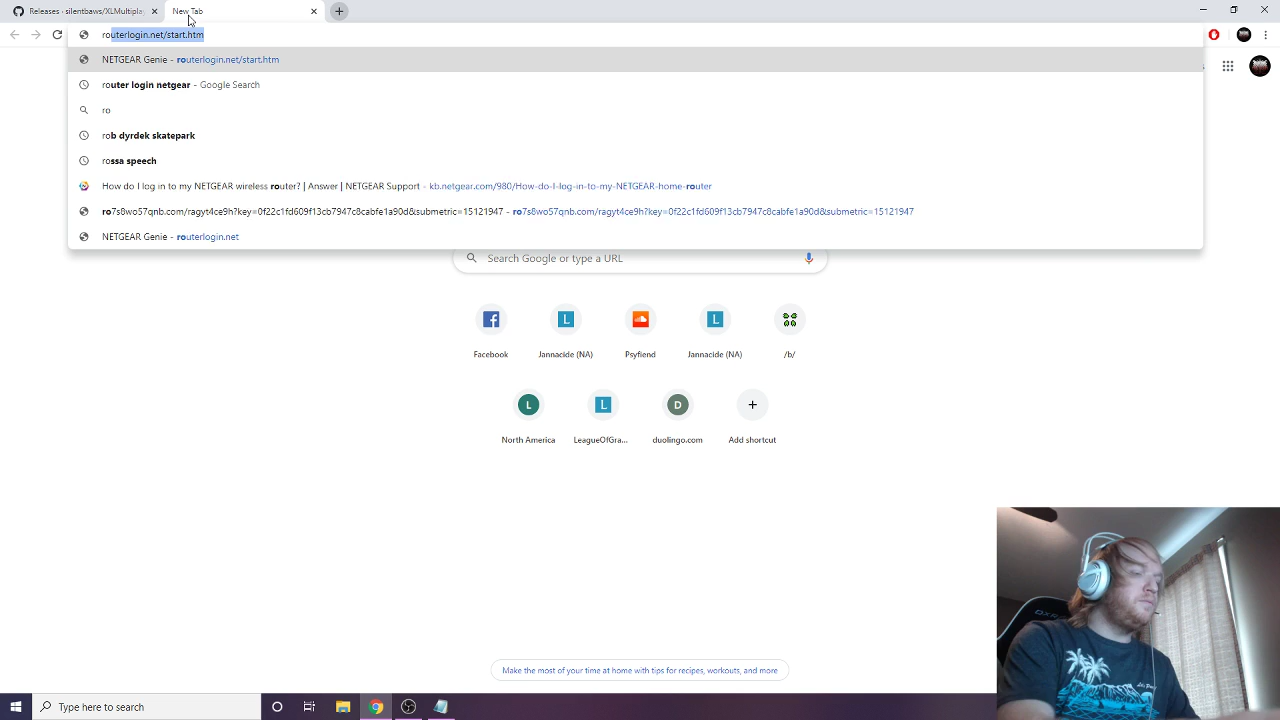 Releases · silentbaws/XLMultiplay
New Tab
routerlogin.net/start.htm
NETGEAR Genie - routerlogin.net/start.htm
router login netgear - Google Search
ro
rob dyrdek skatepark
rossa speech
How do I log in to my NETGEAR wireless router? | Answer | NETGEAR Support - kb.netgear.com/980/How-do-I-log-in-to-my-NETGEAR-home-router
ro7s8wo57qnb.com/ragyt4ce9h?key=0f22c1fd609f13cb7947c8cabfe1a90d&submetric=15121947 - ro7s8wo57qnb.com/ragyt4ce9h?key=0f22c1fd609f13cb7947c8cabfe1a90d&submetric=15121947
NETGEAR Genie - routerlogin.net
Search Google or type a URL
Facebook
Jannacide (NA)
Psyfiend
Jannacide (NA)
/b/
L
L
North America
LeagueOfGra...
duolingo.com
Add shortcut
L
L
D
Make the most of your time at home with tips for recipes, workouts, and more
Type here to search